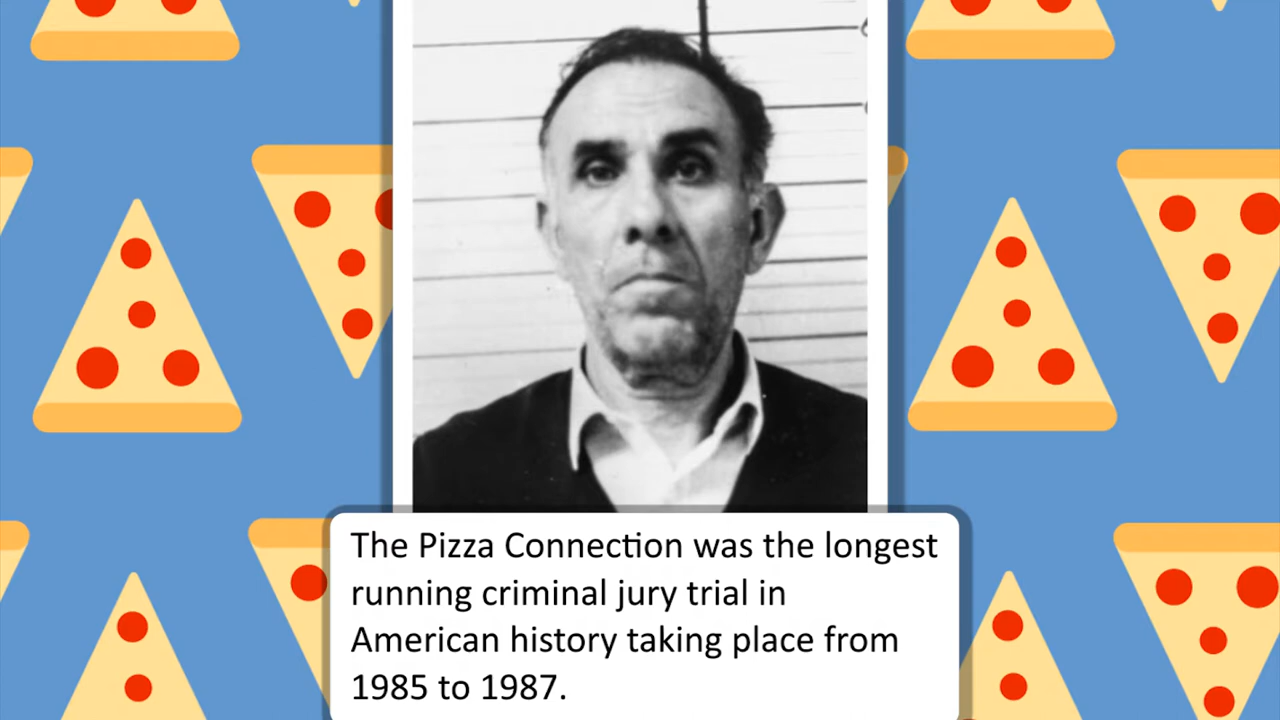 The Pizza Connection was the longest
running criminal jury trial in
American history taking place from
1985 to 1987.